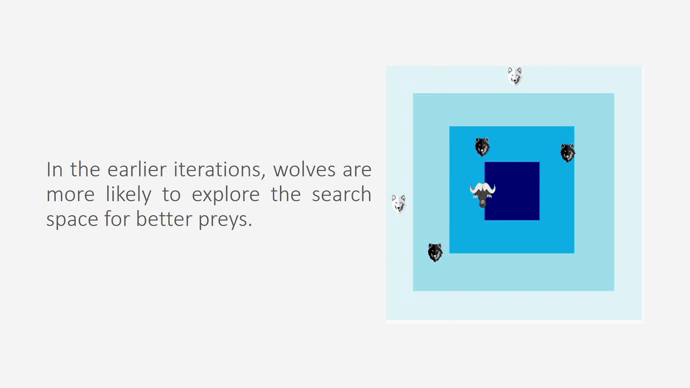 In the earlier iterations, wolves are
more likely to explore the search
space for better preys.